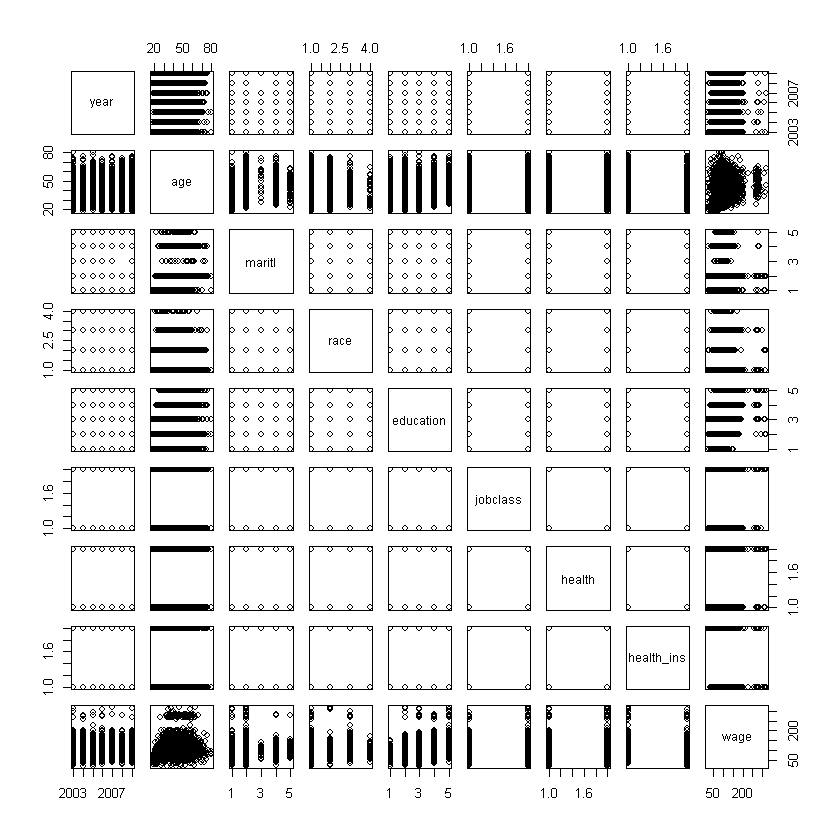 20 50 80 1.0 2.5 4.0 1.0 1.6 1.0 1.6
year 2003 2007
20 50 80 age
maritl 1 3 5
1.0 2.5 4.0 race
education 1 3 5
1.0 1.6 jobclass
health 1.0 1.6
1.0 1.6 health_ins
wage 50 200
2003 2007 1 3 5 1 3 5 1.0 1.6 50 200